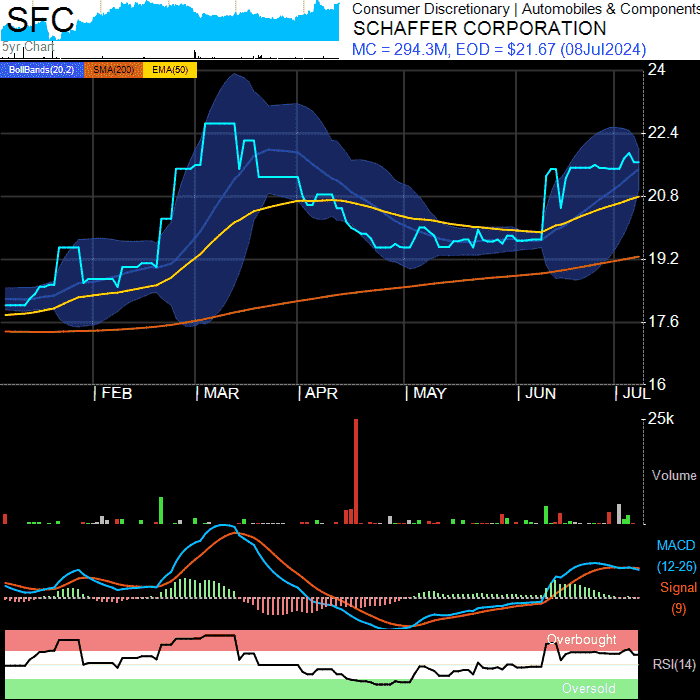 SFC
5yr Chart
Consumer Discretionary | Automobiles & Components
SCHAFFER CORPORATION
MC = 294.3M, EOD = $21.67 (08Jul2024)
BollBands(20,2) SMA(200) EMA(50)
24
22.4
20.8
19.2
17.6
16
| FEB | MAR | APR | MAY | JUN | JUL
25k
Volume
MACD
(12-26)
Signal
(9)
Overbought
RSI(14)
Oversold